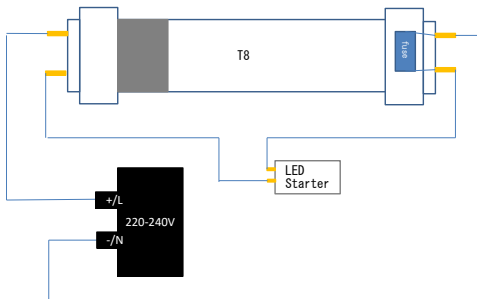 T8
fuse
LED
Starter
+/L
220-240V
-/N